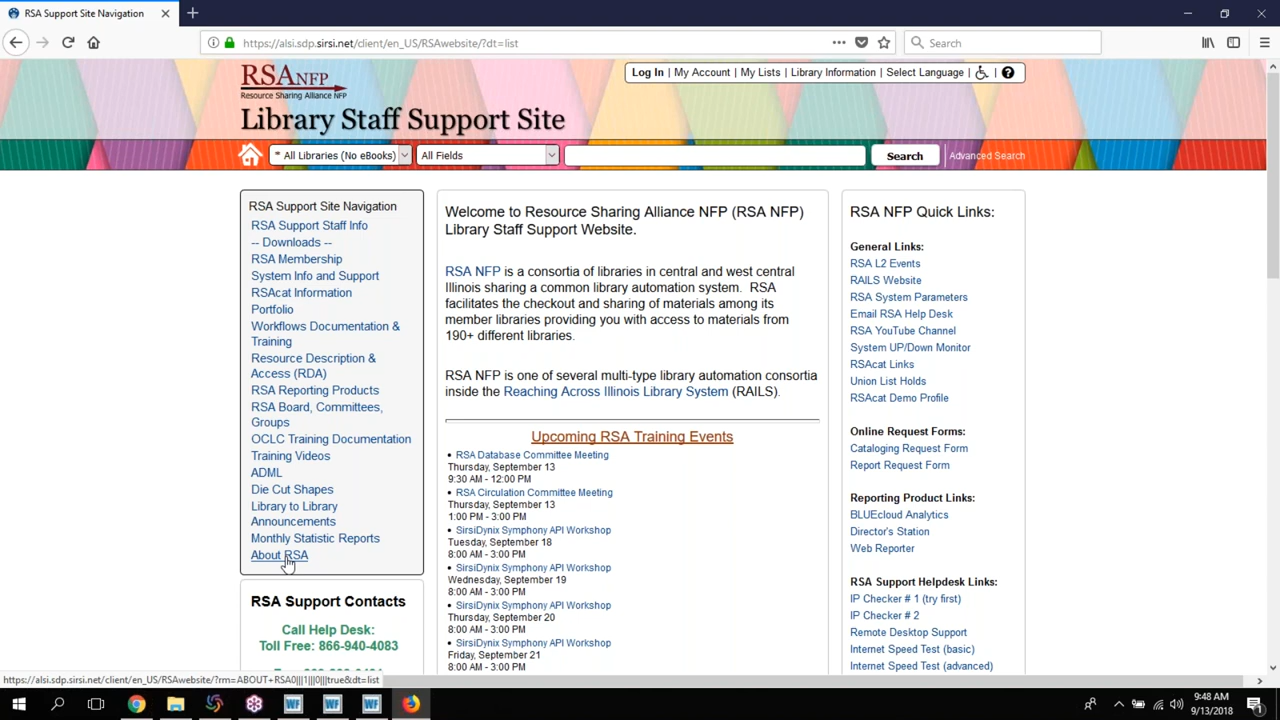 RSA Support Site Navigation
https://alsi.sdp.sirsi.net/client/en_US/RSAwebsite/?dt=list
Search
RSA NFP
Resource Sharing Alliance NFP
Library Staff Support Site
Log In | My Account | My Lists | Library Information | Select Language |
* All Libraries (No eBooks)
All Fields
Search
Advanced Search
RSA Support Site Navigation
RSA Support Staff Info
-- Downloads --
RSA Membership
System Info and Support
RSAcat Information
Portfolio
Workflows Documentation &
Training
Resource Description &
Access (RDA)
RSA Reporting Products
RSA Board, Committees,
Groups
OCLC Training Documentation
Training Videos
ADML
Die Cut Shapes
Library to Library
Announcements
Monthly Statistic Reports
About RSA
RSA Support Contacts
Call Help Desk:
Toll Free: 866-940-4083
Welcome to Resource Sharing Alliance NFP (RSA NFP)
Library Staff Support Website.
RSA NFP is a consortia of libraries in central and west central
Illinois sharing a common library automation system. RSA
facilitates the checkout and sharing of materials among its
member libraries providing you with access to materials from
190+ different libraries.
RSA NFP is one of several multi-type library automation consortia
inside the Reaching Across Illinois Library System (RAILS).
Upcoming RSA Training Events
• RSA Database Committee Meeting
Thursday, September 13
9:30 AM - 12:00 PM
• RSA Circulation Committee Meeting
Thursday, September 13
1:00 PM - 3:00 PM
• SirsiDynix Symphony API Workshop
Tuesday, September 18
8:00 AM - 3:00 PM
• SirsiDynix Symphony API Workshop
Wednesday, September 19
8:00 AM - 3:00 PM
• SirsiDynix Symphony API Workshop
Thursday, September 20
8:00 AM - 3:00 PM
• SirsiDynix Symphony API Workshop
Friday, September 21
8:00 AM - 3:00 PM
RSA NFP Quick Links:
General Links:
RSA L2 Events
RAILS Website
RSA System Parameters
Email RSA Help Desk
RSA YouTube Channel
System UP/Down Monitor
RSAcat Links
Union List Holds
RSAcat Demo Profile
Online Request Forms:
Cataloging Request Form
Report Request Form
Reporting Product Links:
BLUEcloud Analytics
Director's Station
Web Reporter
RSA Support Helpdesk Links:
IP Checker # 1 (try first)
IP Checker # 2
Remote Desktop Support
Internet Speed Test (basic)
Internet Speed Test (advanced)
https://alsi.sdp.sirsi.net/client/en_US/RSAwebsite/?rm=ABOUT+RSA0|||1|||0|||true&dt=list
9:48 AM
9/13/2018